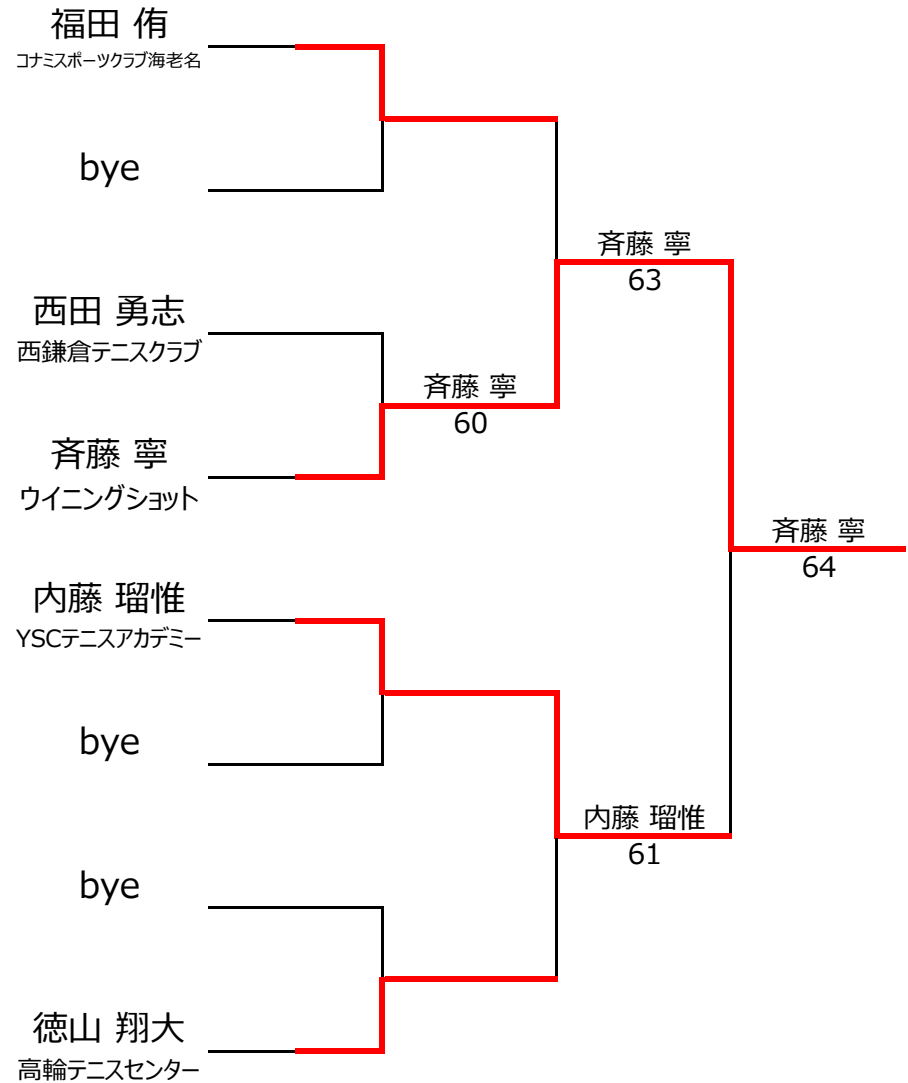 福田 侑
コナミスポーツクラブ海老名
bye
西田 勇志
西鎌倉テニスクラブ
斉藤 寧
ウイニングショット
内藤 瑠惟
YSCテニスアカデミー
bye
bye
徳山 翔大
高輪テニスセンター
斉藤 寧
60
斉藤 寧
63
内藤 瑠惟
61
斉藤 寧
64